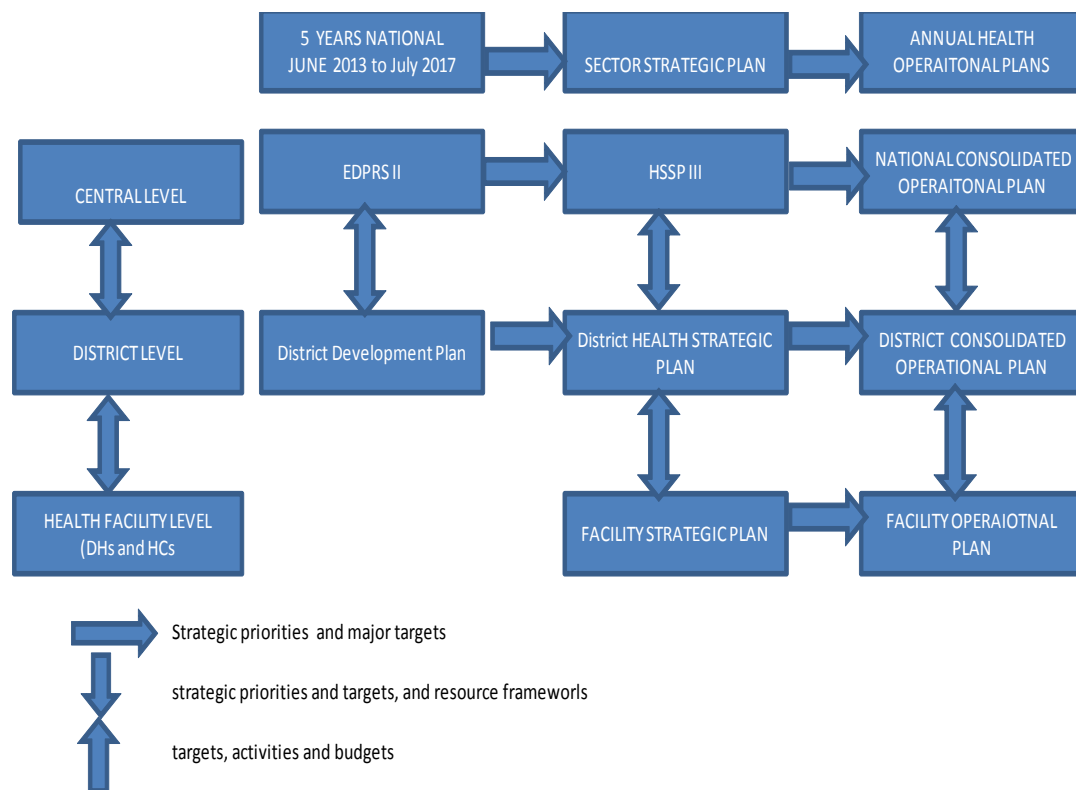 5 YEARS NATIONAL
JUNE 2013 to July 2017
SECTOR STRATEGIC PLAN
ANNUAL HEALTH
OPERAITONAL PLANS
CENTRAL LEVEL
EDPRS II
HSSP III
NATIONAL CONSOLIDATED
OPERAITONAL PLAN
DISTRICT LEVEL
District Development Plan
District HEALTH STRATEGIC
PLAN
DISTRICT CONSOLIDATED
OPERATIONAL PLAN
HEALTH FACILITY LEVEL
(DHs and HCs
FACILITY STRATEGIC PLAN
FACILITY OPERAIOTNAL
PLAN
Strategic priorities and major targets
strategic priorities and targets, and resource frameworls
targets, activities and budgets